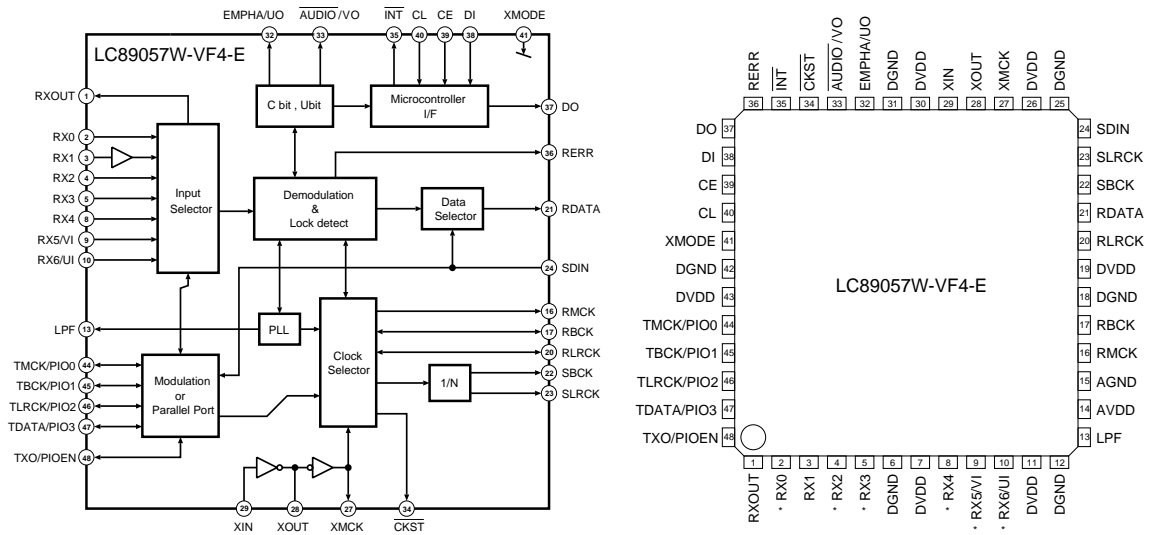 EMPHA/UO
AUDIO/VO
INT
CL
CE
DI
XMODE
32
33
35
40
39
38
41
LC89057W-VF4-E
RXOUT
1
RX0
2
RX1
3
RX2
4
RX3
5
RX4
8
RX5/VI
9
RX6/UI
10
LPF
13
TMCK/PIO0
44
TBCK/PIO1
45
TLRCK/PIO2
46
TDATA/PIO3
47
TXO/PIOEN
48
C bit , Ubit
Microcontroller
I/F
Input
Selector
Demodulation
&
Lock detect
Data
Selector
PLL
Clock
Selector
1/N
Modulation
or
Parallel Port
37
DO
36
RERR
21
RDATA
24
SDIN
16
RMCK
17
RBCK
20
RLRCK
22
SBCK
23
SLRCK
29
28
27
34
XIN
XOUT
XMCK
CKST
RERR
INT
CKST
AUDIO/VO
EMPHA/UO
DGND
DVDD
XIN
XOUT
XMCK
DVDD
DGND
36
35
34
33
32
31
30
29
28
27
26
25
DO
37
DI
38
CE
39
CL
40
XMODE
41
DGND
42
DVDD
43
TMCK/PIO0
44
TBCK/PIO1
45
TLRCK/PIO2
46
TDATA/PIO3
47
TXO/PIOEN
48
LC89057W-VF4-E
24
SDIN
23
SLRCK
22
SBCK
21
RDATA
20
RLRCK
19
DVDD
18
DGND
17
RBCK
16
RMCK
15
AGND
14
AVDD
13
LPF
1
2
3
4
5
6
7
8
9
10
11
12
RXOUT
* RX0
RX1
* RX2
* RX3
DGND
DVDD
* RX4
* RX5/VI
* RX6/UI
DVDD
DGND